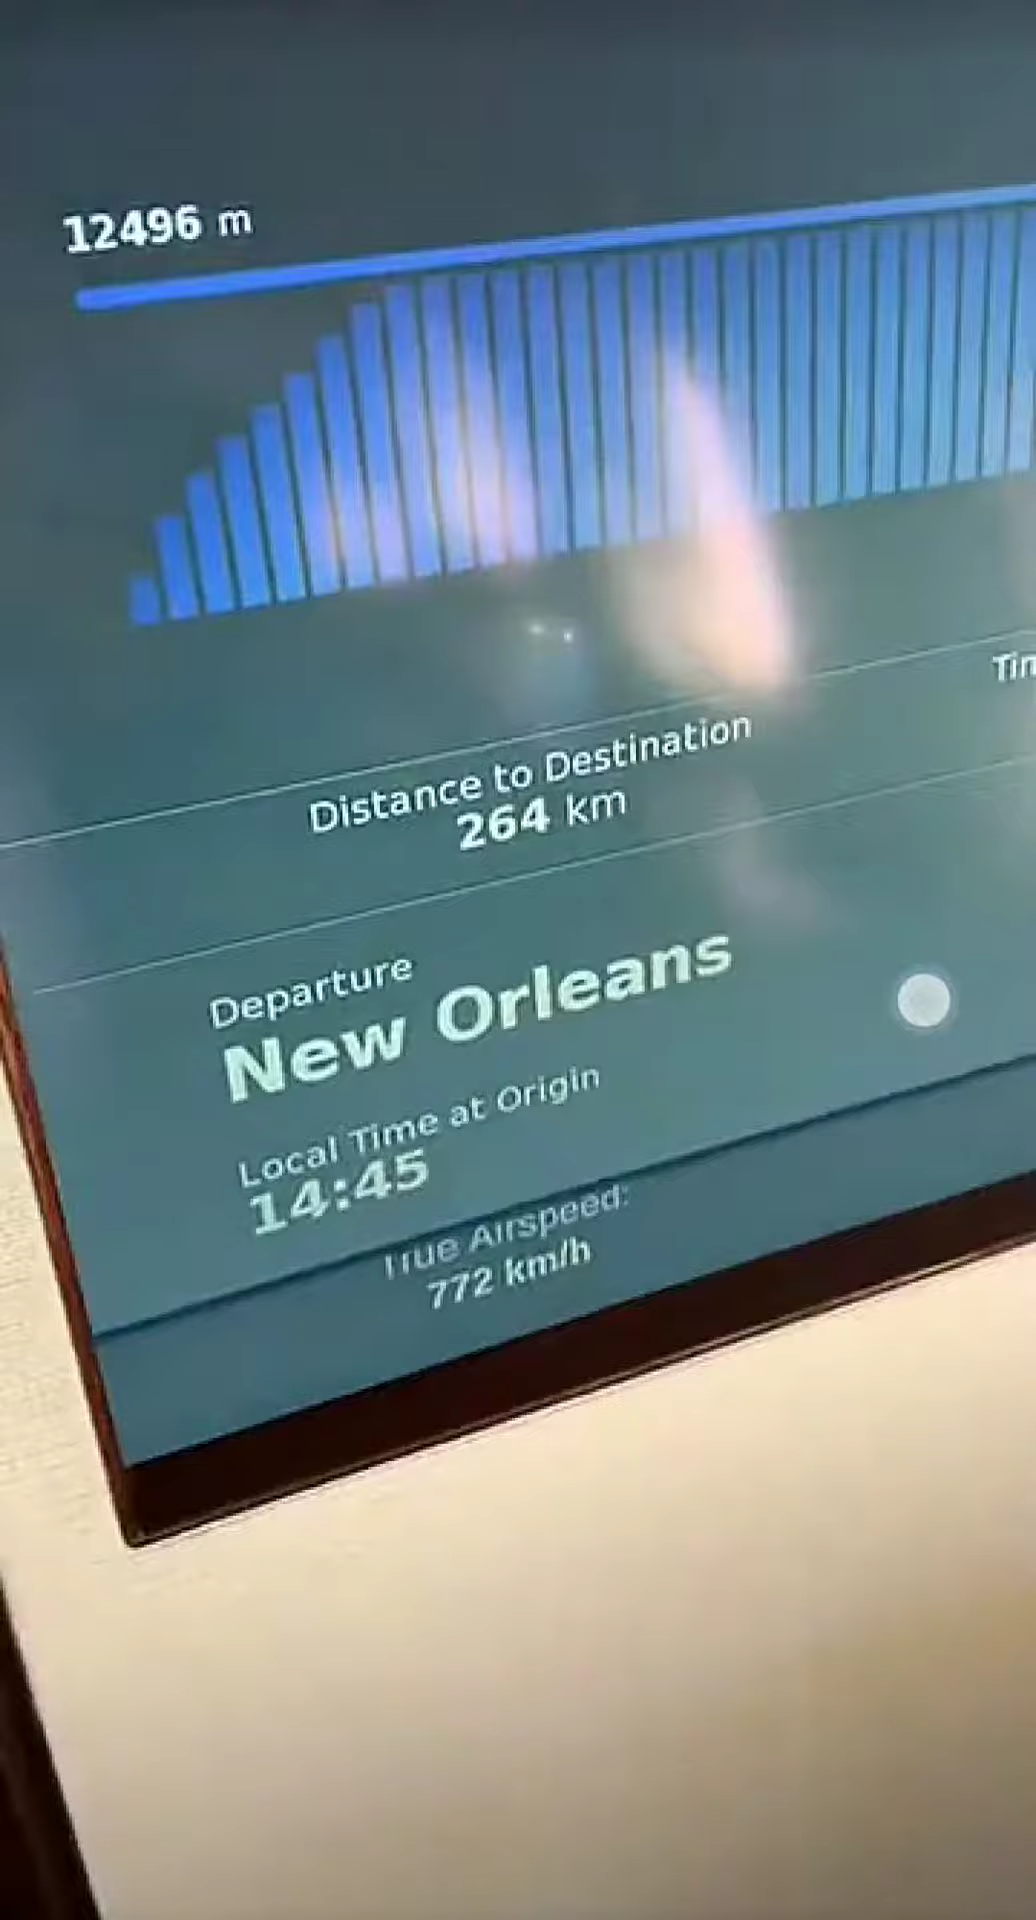 12496 m
Distance to Destination
264 km
Departure
New Orleans
Local Time at Origin
14:45
True Airspeed:
772 km/h